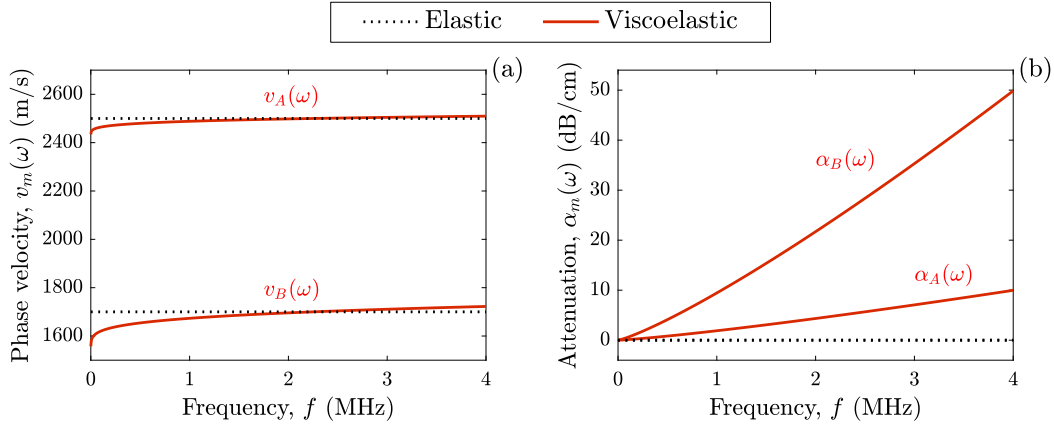 Elastic
Viscoelastic
(a)
Phase velocity, v_m(ω) (m/s)
2600
2400
2200
2000
1800
1600
v_A(ω)
v_B(ω)
0 1 2 3 4
Frequency, f (MHz)
(b)
Attenuation, α_m(ω) (dB/cm)
50
40
30
20
10
0
α_B(ω)
α_A(ω)
0 1 2 3 4
Frequency, f (MHz)